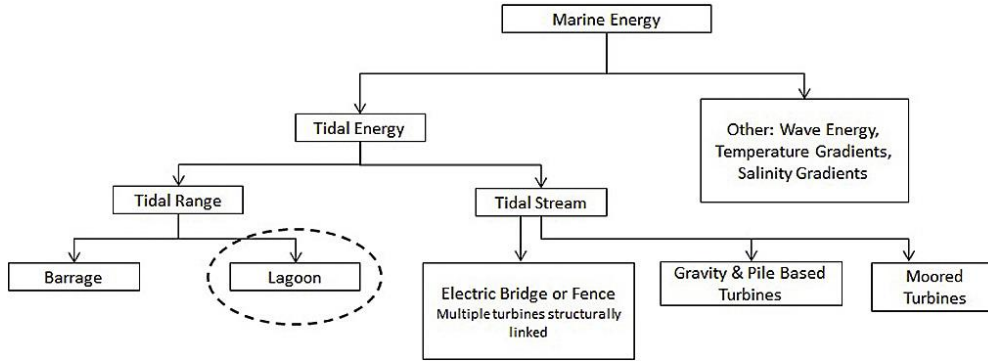 Marine Energy
Tidal Energy
Other: Wave Energy,
Temperature Gradients,
Salinity Gradients
Tidal Range
Tidal Stream
Barrage
Lagoon
Electric Bridge or Fence
Multiple turbines structurally
linked
Gravity & Pile Based
Turbines
Moored
Turbines